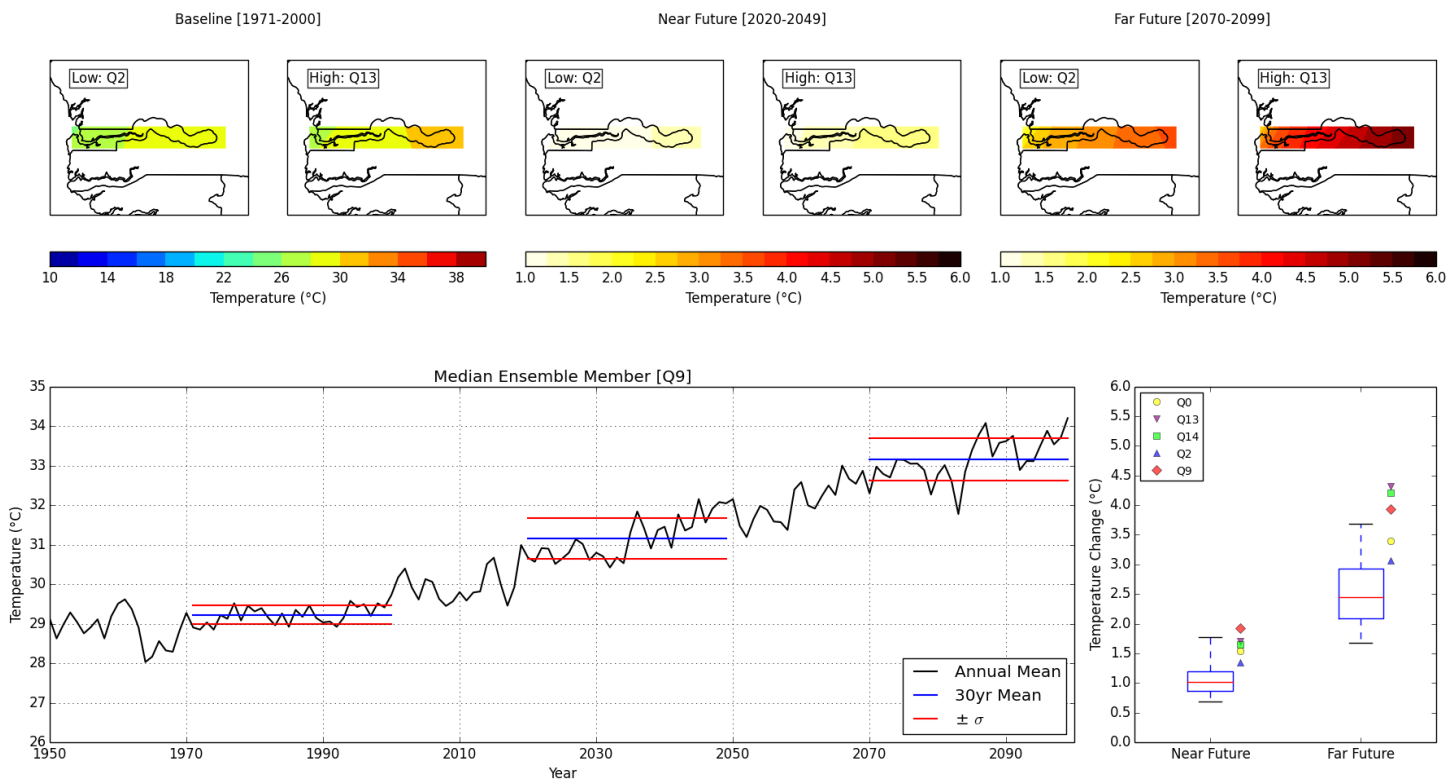 Baseline [1971-2000] Near Future [2020-2049] Far Future [2070-2099]
Low: Q2 High: Q13 Low: Q2 High: Q13 Low: Q2 High: Q13
10 14 18 22 26 30 34 38
Temperature (°C)
1.0 1.5 2.0 2.5 3.0 3.5 4.0 4.5 5.0 6.0
Temperature (°C)
1.0 1.5 2.0 2.5 3.0 3.5 4.0 4.5 5.0 6.0
Temperature (°C)
Median Ensemble Member [Q9]
Temperature (°C)
35
34
33
32
31
30
29
28
27
26
1950 1970 1990 2010 2030 2050 2070 2090
Year
Annual Mean
30yr Mean
± σ
Temperature Change (°C)
6.0
5.5
5.0
4.5
4.0
3.5
3.0
2.5
2.0
1.5
1.0
0.5
0.0
Q0
Q13
Q14
Q2
Q9
Near Future Far Future